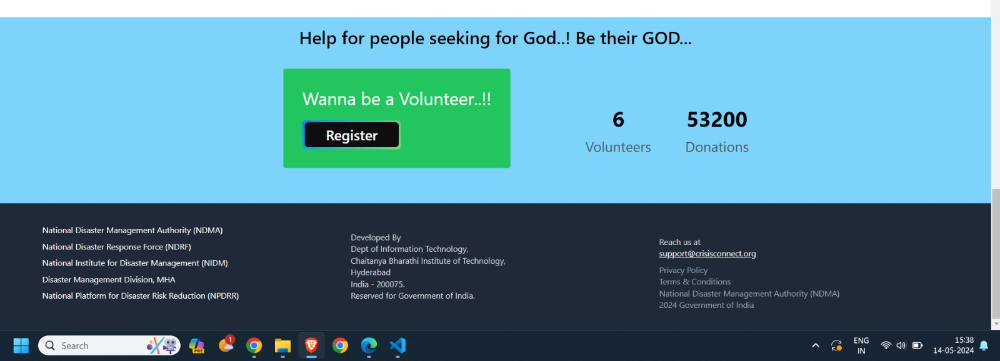 Help for people seeking for God..! Be their GOD...
Wanna be a Volunteer..!!
Register
6
Volunteers
53200
Donations
National Disaster Management Authority (NDMA)
National Disaster Response Force (NDRF)
National Institute for Disaster Management (NIDM)
Disaster Management Division, MHA
National Platform for Disaster Risk Reduction (NPDRR)
Developed By
Dept of Information Technology,
Chaitanya Bharathi Institute of Technology,
Hyderabad
India - 200075.
Reserved for Government of India.
Reach us at
support@crisisconnect.org
Privacy Policy
Terms & Conditions
National Disaster Management Authority (NDMA)
2024 Government of India
Search
PRE
1
ENG
IN
15:38
14-05-2024